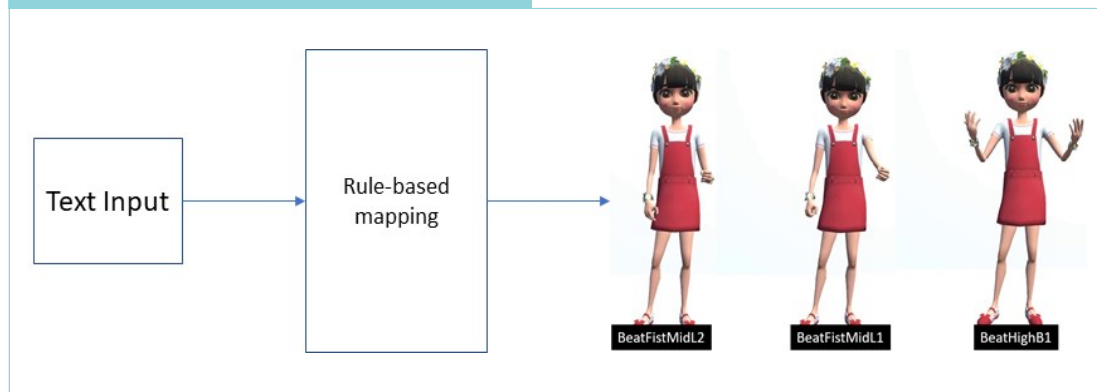 Text Input
Rule-based
mapping
BeatFistMidL2
BeatFistMidL1
BeatHighB1